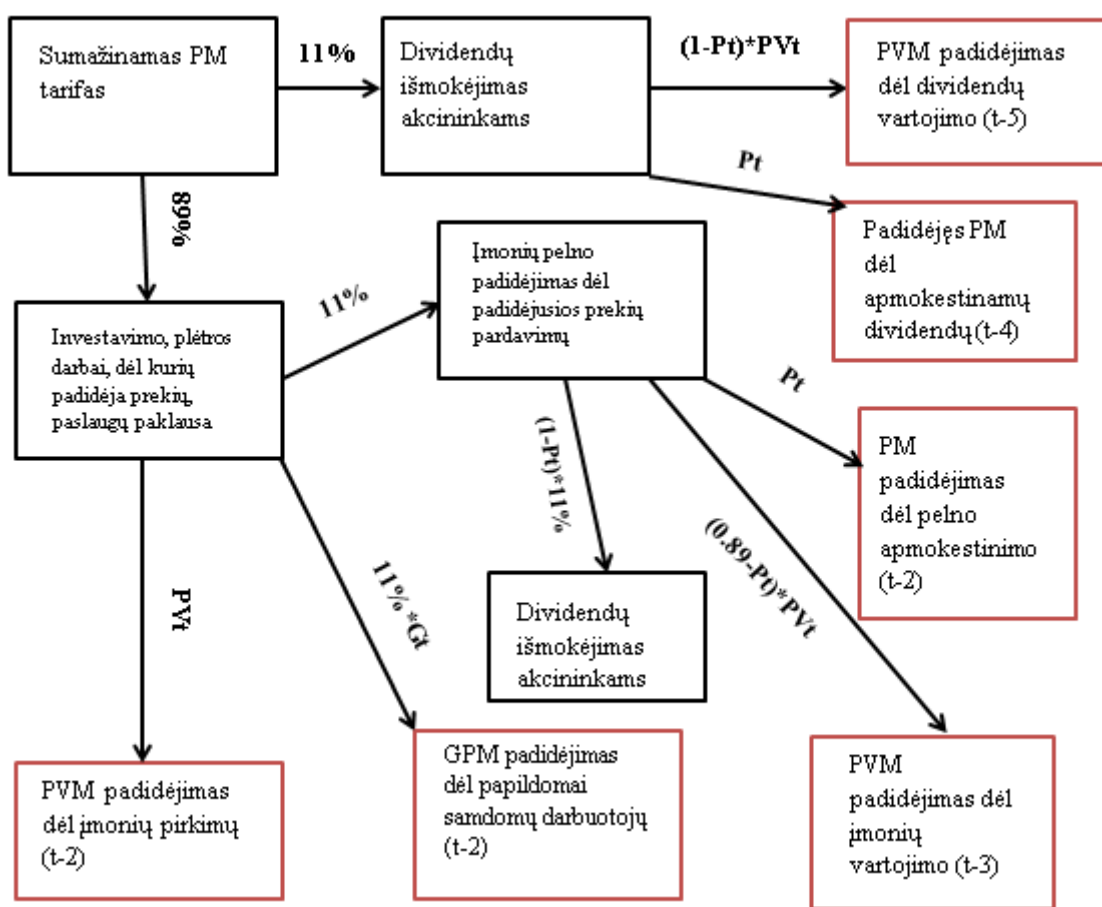 Sumažinamas PM
tarifas
11%
Dividendų
išmokėjimas
akcininkams
(1-Pt)*PVt
PVM padidėjimas
dėl dividendų
vartojimo (t-5)
Pt
Padidėjęs PM
dėl
apmokestinamų
dividendų (t-4)
89%
Investavimo, plėtros
darbai, dėl kurių
padidėja prekių,
paslaugų paklausa
11%
Įmonių pelno
padidėjimas dėl
padidėjusios prekių
pardavimų
Pt
PM
padidėjimas
dėl pelno
apmokestinimo
(t-2)
(1-Pt)*11%
Dividendų
išmokėjimas
akcininkams
(0.89-Pt)*PVt
PVM
padidėjimas dėl
įmonių
vartojimo (t-3)
11%*Gt
GPM padidėjimas
dėl papildomai
samdomų darbuotojų
(t-2)
PVt
PVM padidėjimas
dėl įmonių pirkimų
(t-2)